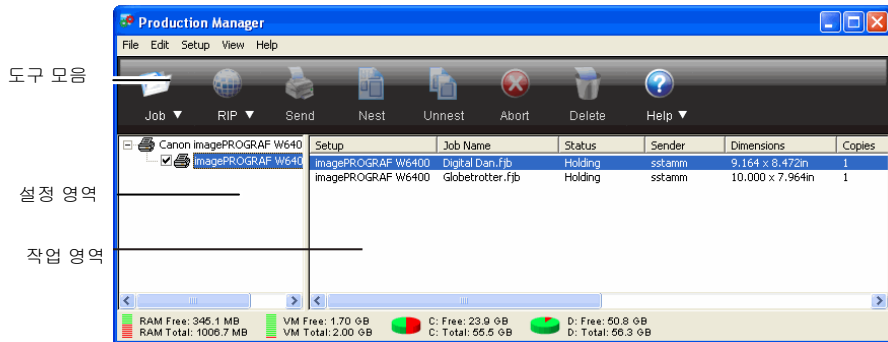 Production Manager
File Edit Setup View Help
도구 모음
Job ▼ RIP ▼ Send Nest Unnest Abort Delete Help ▼
Canon imagePROGRAF W640 Setup Job Name Status Sender Dimensions Copies
imagePROGRAF W640 imagePROGRAF W6400 Digital Dan.fjb Holding sstamm 9.164 x 8.472in 1
imagePROGRAF W6400 Globetrotter.fjb Holding sstamm 10.000 x 7.964in 1
설정 영역
작업 영역
RAM Free: 345.1 MB VM Free: 1.70 GB C: Free: 23.9 GB D: Free: 50.8 GB
RAM Total: 1006.7 MB VM Total: 2.00 GB C: Total: 55.5 GB D: Total: 56.3 GB